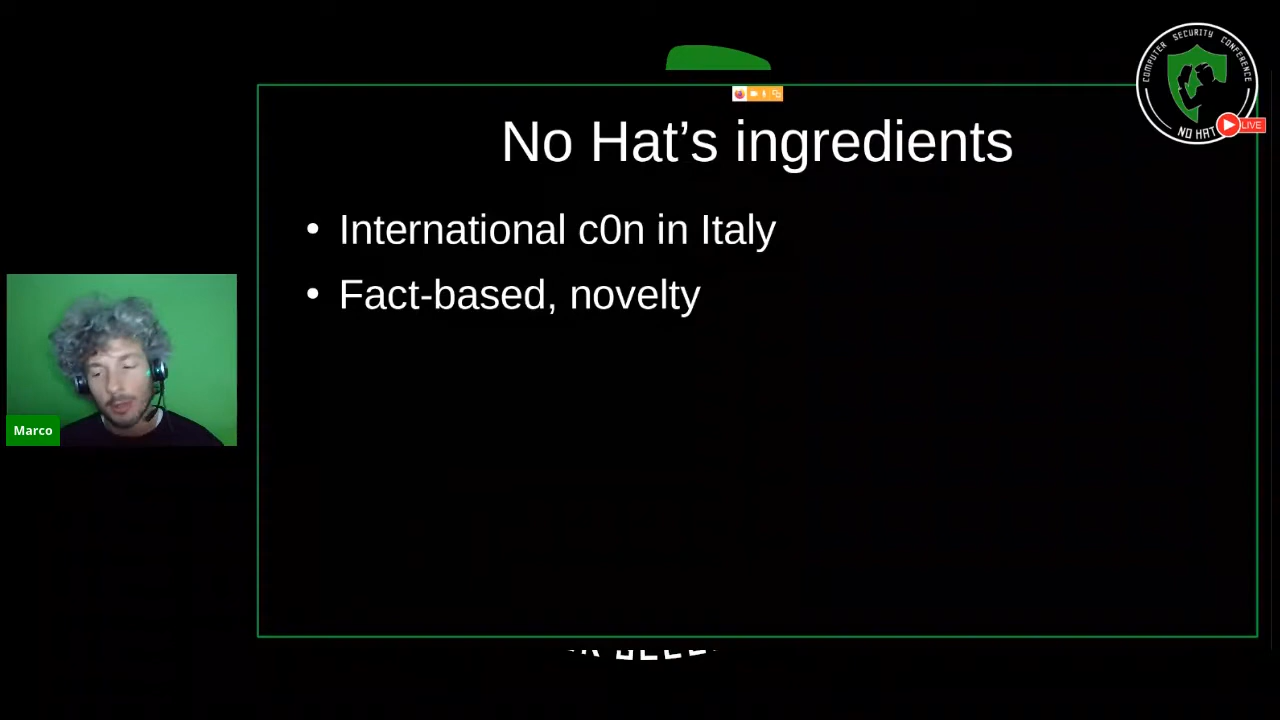 COMPUTER SECURITY CONFERENCE
NO HAT
LIVE
No Hat's ingredients
• International c0n in Italy
• Fact-based, novelty
Marco